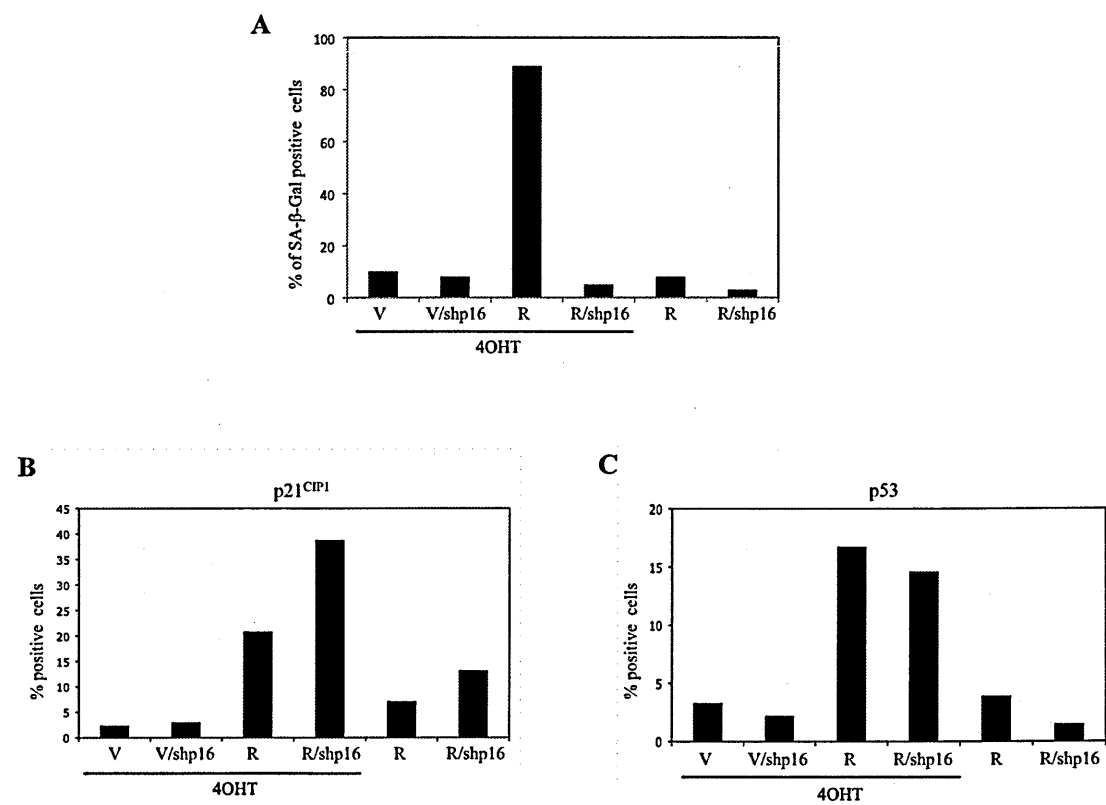 A
% of SA-β-Gal positive cells
100
80
60
40
20
0
V V/shp16 R R/shp16 R R/shp16
4OHT
B
p21CIP1
% positive cells
45
40
35
30
25
20
15
10
5
0
V V/shp16 R R/shp16 R R/shp16
4OHT
C
p53
% positive cells
20
15
10
5
0
V V/shp16 R R/shp16 R R/shp16
4OHT